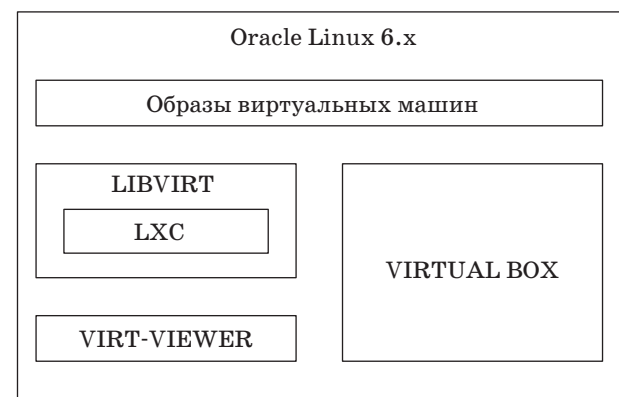 Oracle Linux 6.x
Образы виртуальных машин
LIBVIRT
LXC
VIRTUAL BOX
VIRT-VIEWER